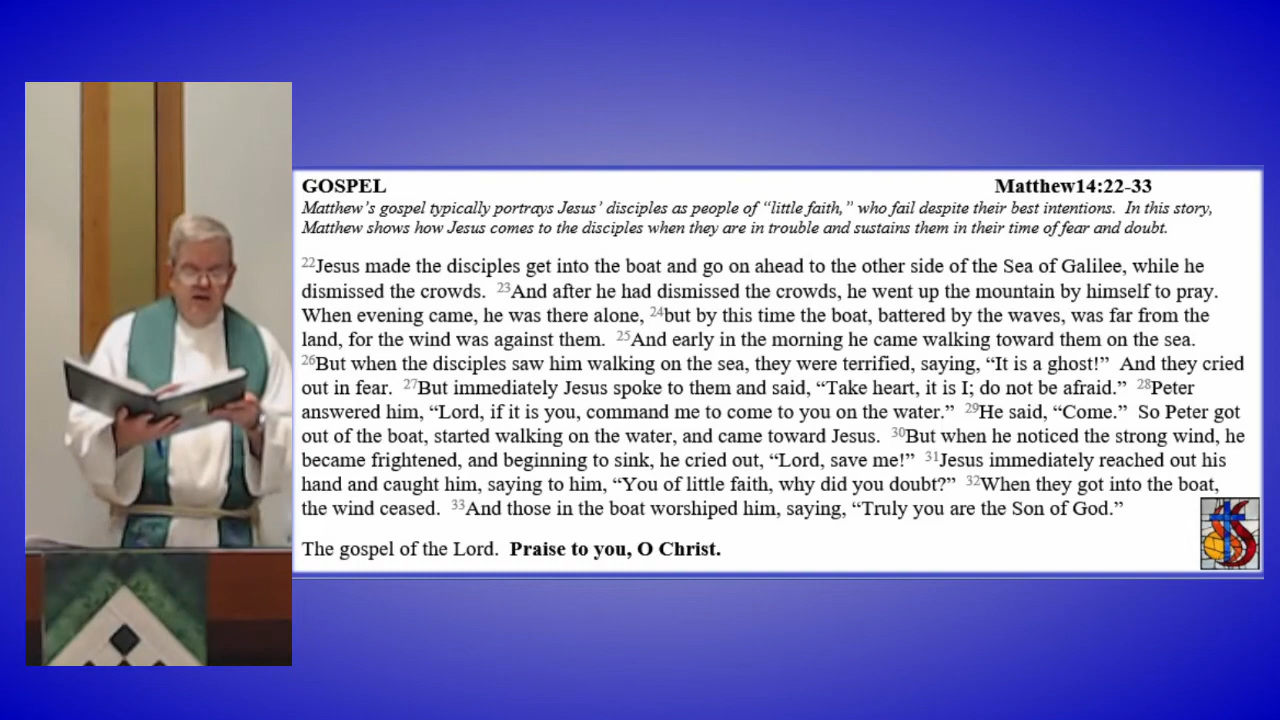 GOSPEL Matthew14:22-33
Matthew’s gospel typically portrays Jesus’ disciples as people of “little faith,” who fail despite their best intentions.  In this story,
Matthew shows how Jesus comes to the disciples when they are in trouble and sustains them in their time of fear and doubt.
22Jesus made the disciples get into the boat and go on ahead to the other side of the Sea of Galilee, while he
dismissed the crowds.  23And after he had dismissed the crowds, he went up the mountain by himself to pray.
When evening came, he was there alone, 24but by this time the boat, battered by the waves, was far from the
land, for the wind was against them.  25And early in the morning he came walking toward them on the sea.
26But when the disciples saw him walking on the sea, they were terrified, saying, “It is a ghost!”  And they cried
out in fear.  27But immediately Jesus spoke to them and said, “Take heart, it is I; do not be afraid.”  28Peter
answered him, “Lord, if it is you, command me to come to you on the water.”  29He said, “Come.”  So Peter got
out of the boat, started walking on the water, and came toward Jesus.  30But when he noticed the strong wind, he
became frightened, and beginning to sink, he cried out, “Lord, save me!”  31Jesus immediately reached out his
hand and caught him, saying to him, “You of little faith, why did you doubt?”  32When they got into the boat,
the wind ceased.  33And those in the boat worshiped him, saying, “Truly you are the Son of God.”
The gospel of the Lord.  Praise to you, O Christ.